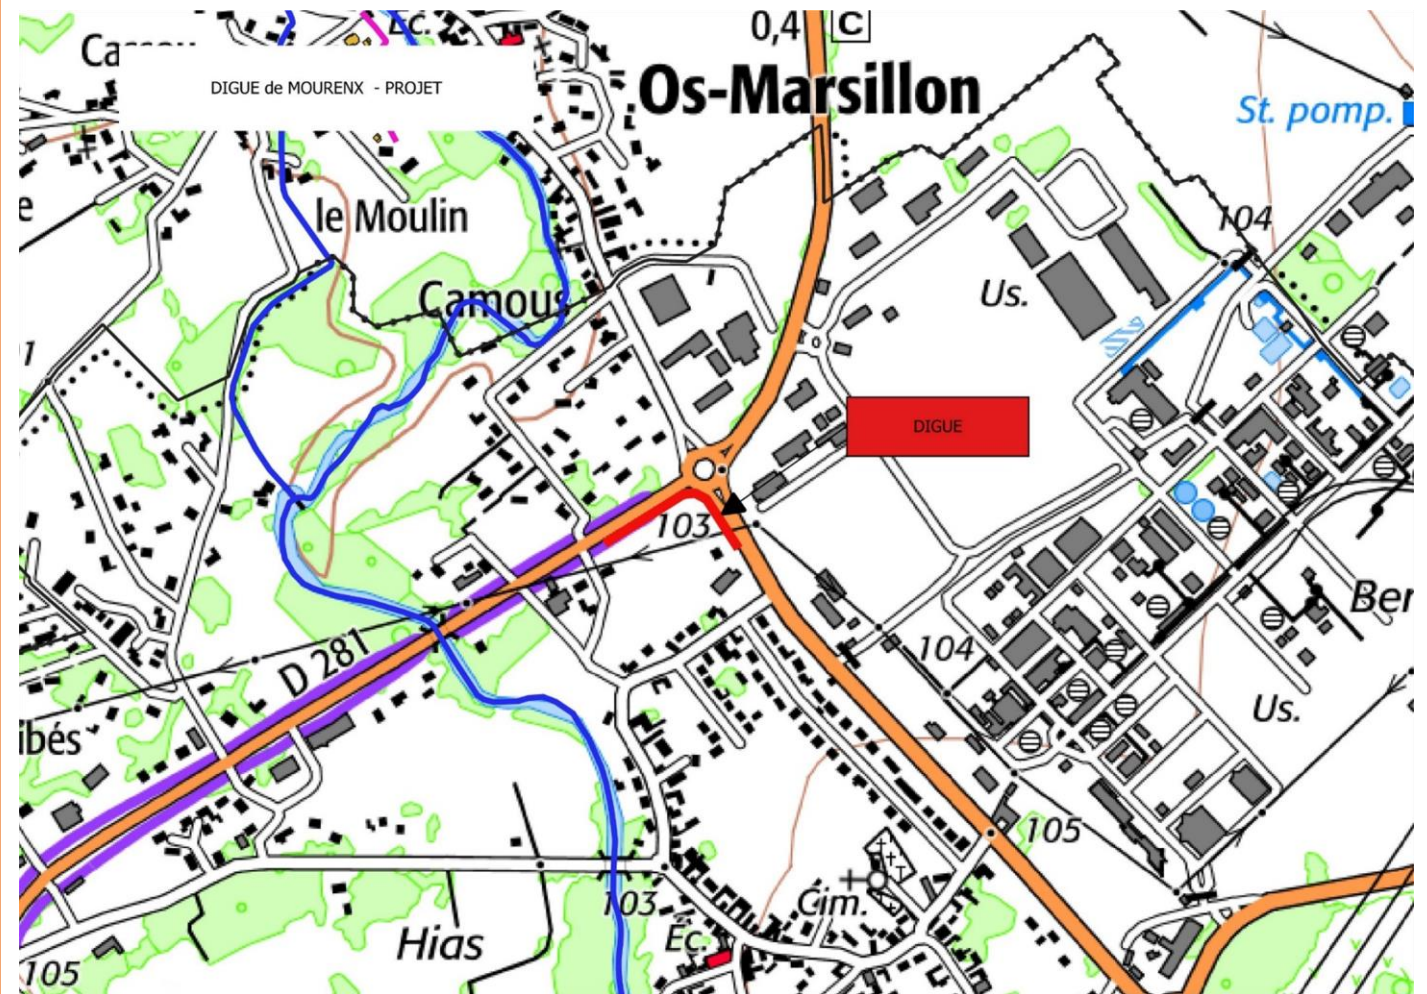 0,4 C
Éc.
DIGUE de MOURENX - PROJET
Os-Marsillon
St. pomp.
le Moulin
104
Camous
Us.
DIGUE
103
D 281
104
Ber
Us.
ibés
105
Cim.
103
Hias
Éc.
105